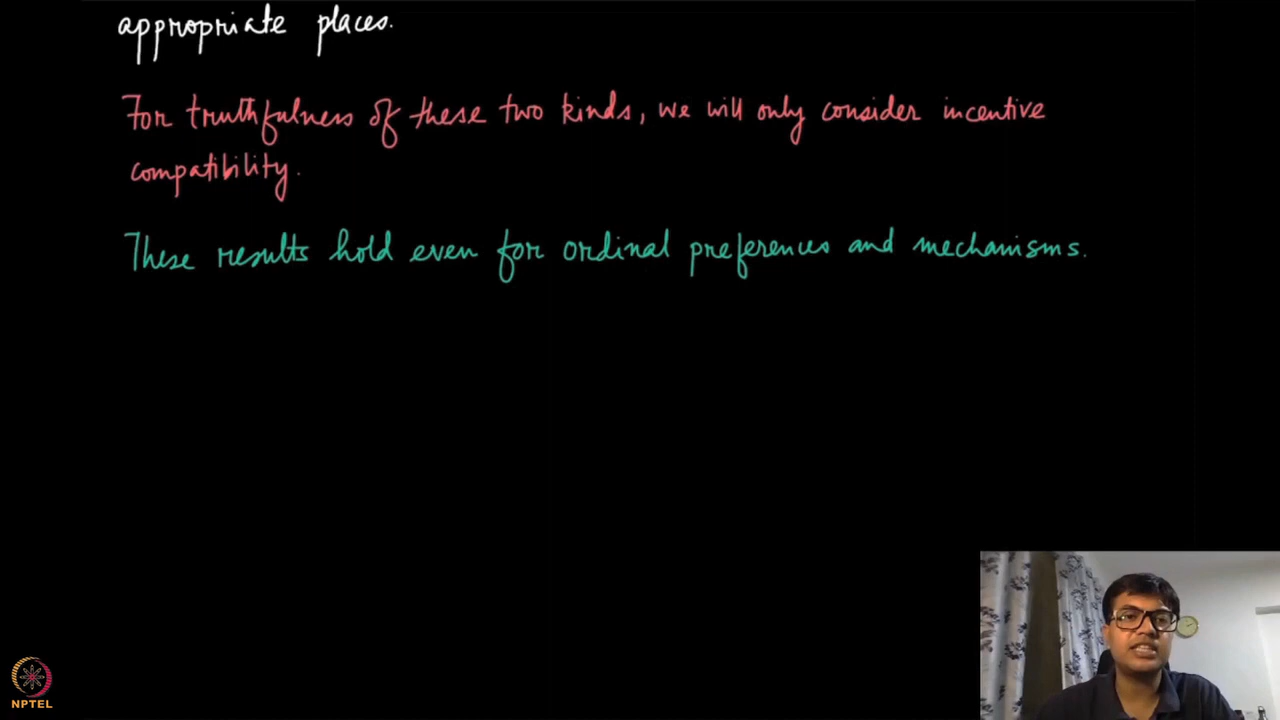 appropriate places.
For truthfulness of these two kinds, we will only consider incentive
compatibility.
These results hold even for ordinal preferences and mechanisms.
NPTEL